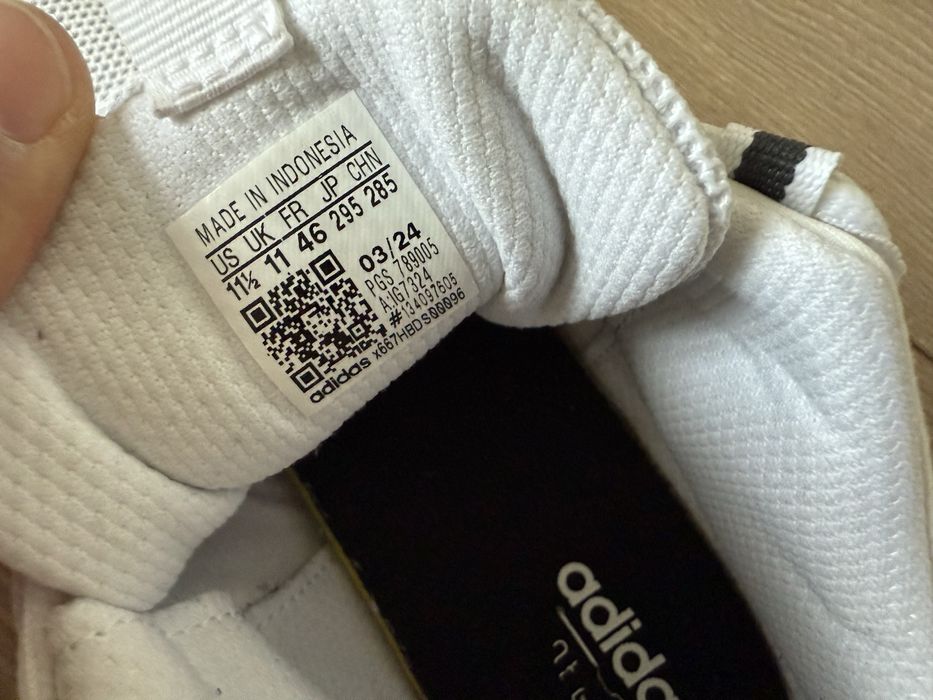 MADE IN INDONESIA
US UK FR JP CHN
11½ 11 46 295 285
03/24
PGS 789005
A:IG7324
#134097605
adidas x667HBDS00096
adidas